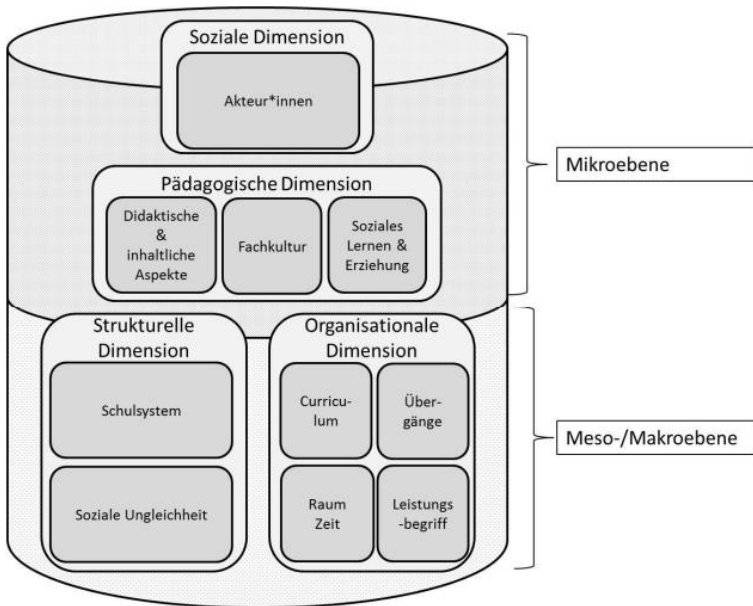 Soziale Dimension
Akteur*innen
Mikroebene
Pädagogische Dimension
Didaktische
&
inhaltliche
Aspekte
Fachkultur
Soziales
Lernen &
Erziehung
Strukturelle
Dimension
Schulsystem
Soziale Ungleichheit
Organisationale
Dimension
Curricu-
lum
Über-
gänge
Raum
Zeit
Leistungs
-begriff
Meso-/Makroebene